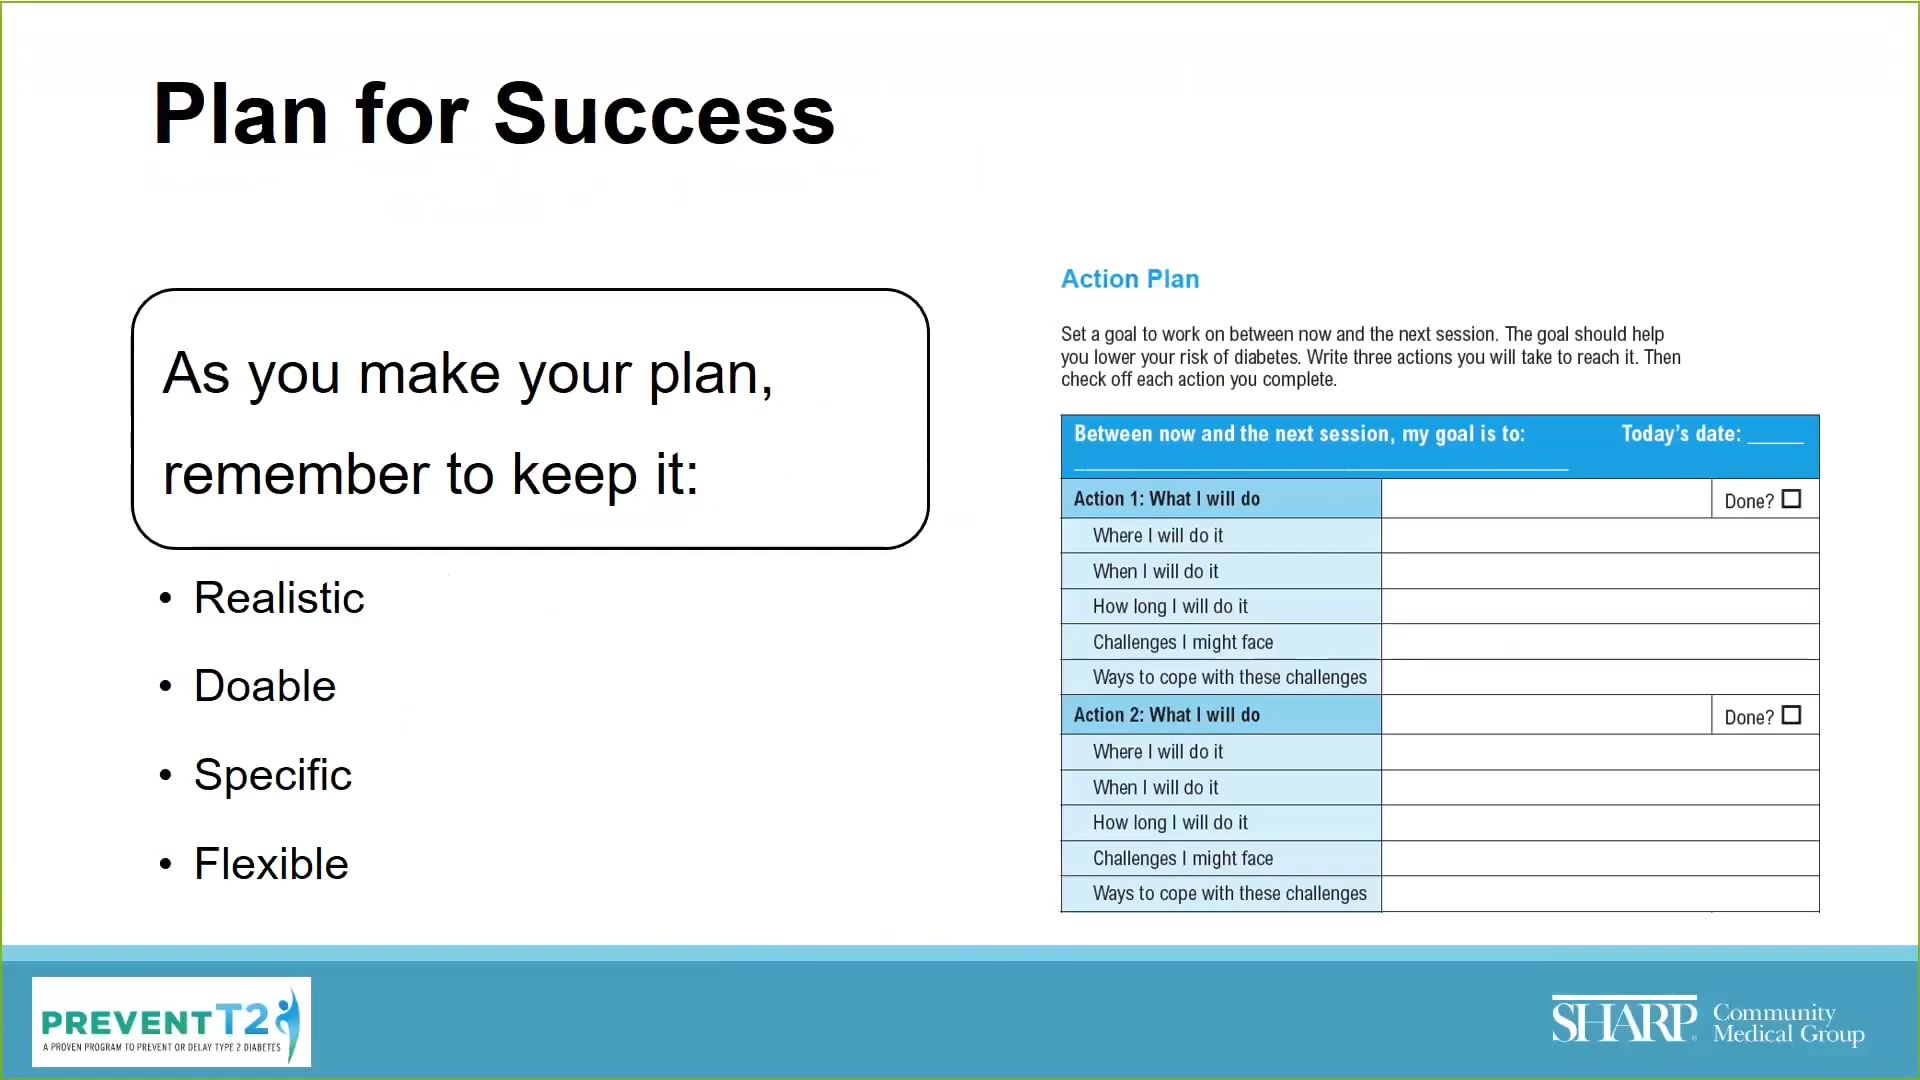 Plan for Success
As you make your plan,
remember to keep it:
• Realistic
• Doable
• Specific
• Flexible
Action Plan
Set a goal to work on between now and the next session. The goal should help
you lower your risk of diabetes. Write three actions you will take to reach it. Then
check off each action you complete.
Between now and the next session, my goal is to: Today's date: _____
Action 1: What I will do Done? ☐
Where I will do it
When I will do it
How long I will do it
Challenges I might face
Ways to cope with these challenges
Action 2: What I will do Done? ☐
Where I will do it
When I will do it
How long I will do it
Challenges I might face
Ways to cope with these challenges
PREVENT T2
A PROVEN PROGRAM TO PREVENT OR DELAY TYPE 2 DIABETES
SHARP Community
Medical Group